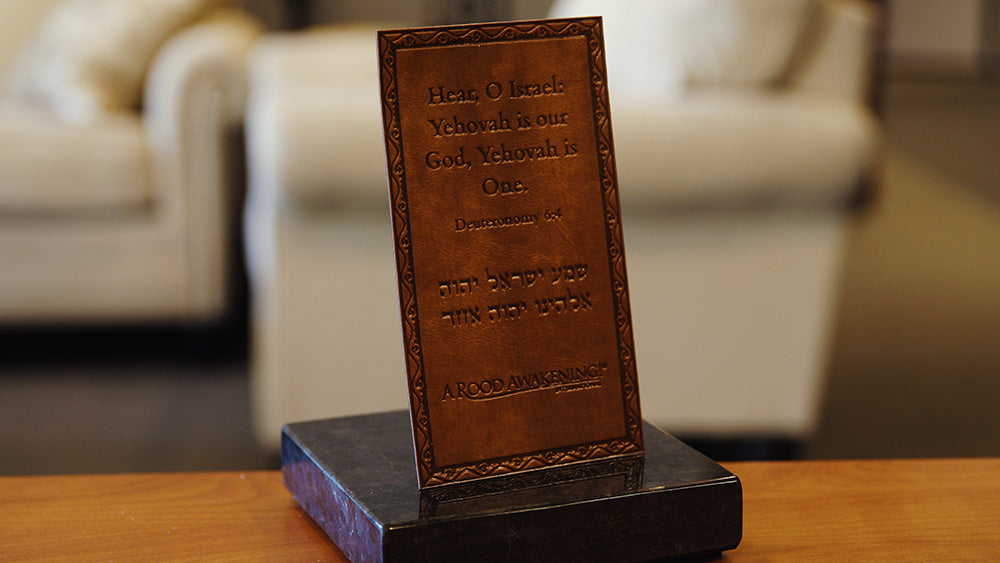 Hear, O Israel:
Yehovah is our
God, Yehovah is
One.
Deuteronomy 6:4
שמע ישראל יהוה
אלהינו יהוה אחד
A ROOD AWAKENING!
INTERNATIONAL